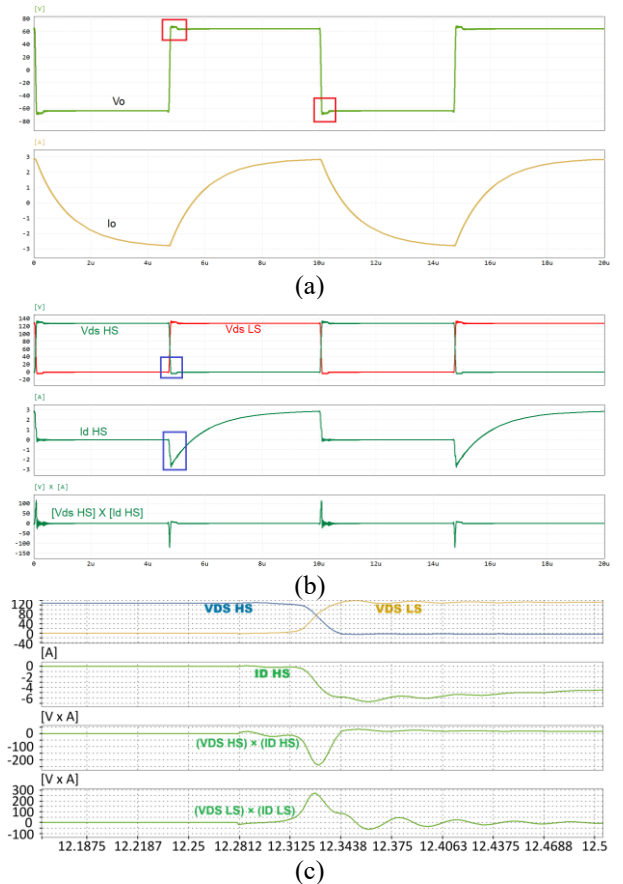 [V]
80
60
40
20
0
-20
-40
-60
-80
Vo
[A]
3
2
1
0
-1
-2
-3
Io
0 2u 4u 6u 8u 10u 12u 14u 16u 18u 20u
(a)
[V]
140
120
100
80
60
40
20
0
-20
Vds HS Vds LS
[A]
3
2
1
0
-1
-2
-3
Id HS
[V] X [A]
100
50
0
-50
-100
-150
[Vds HS] X [Id HS]
0 2u 4u 6u 8u 10u 12u 14u 16u 18u 20u
(b)
120
80
40
0
-40
VDS HS VDS LS
[A]
0
-2
-4
-6
ID HS
[V x A]
0
-100
-200
(VDS HS) × (ID HS)
[V x A]
300
200
100
0
-100
(VDS LS) × (ID LS)
12.1875 12.2187 12.25 12.2812 12.3125 12.3438 12.375 12.4063 12.4375 12.4688 12.5
(c)